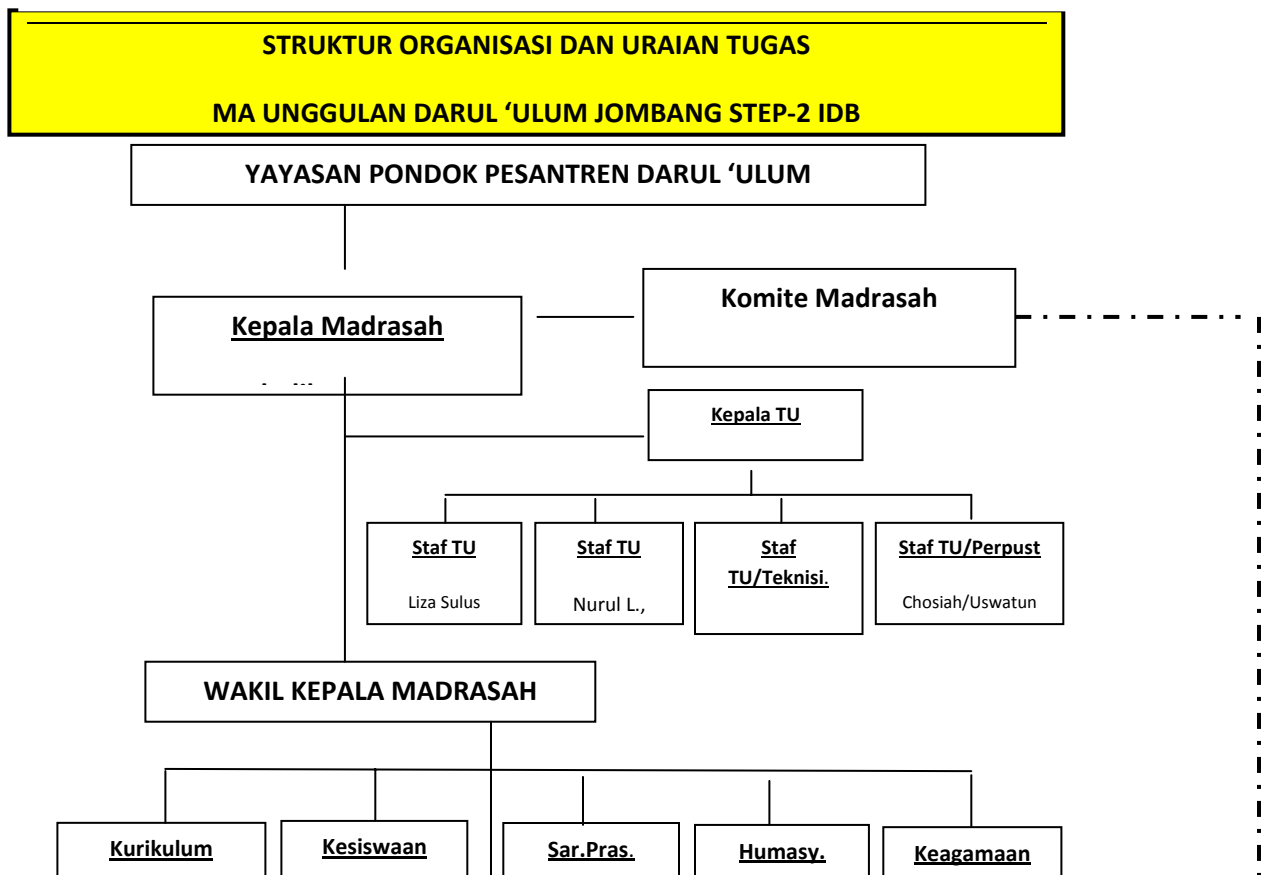 STRUKTUR ORGANISASI DAN URAIAN TUGAS
MA UNGGULAN DARUL ‘ULUM JOMBANG STEP-2 IDB
YAYASAN PONDOK PESANTREN DARUL ‘ULUM
Komite Madrasah
Kepala Madrasah
Kepala TU
Staf TU
Liza Sulus
Staf TU
Nurul L.,
Staf
TU/Teknisi.
Staf TU/Perpust
Chosiah/Uswatun
WAKIL KEPALA MADRASAH
Kurikulum
Kesiswaan
Sar.Pras.
Humasy.
Keagamaan